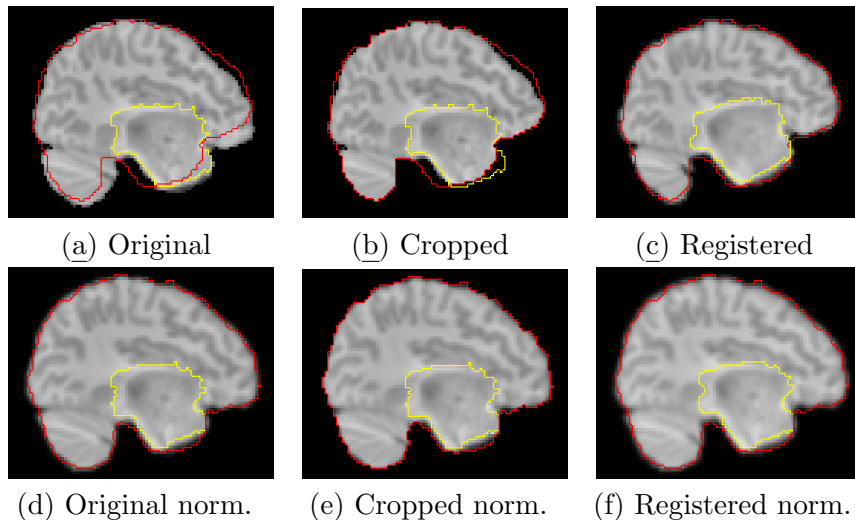 (a) Original
(b) Cropped
(c) Registered
(d) Original norm.
(e) Cropped norm.
(f) Registered norm.